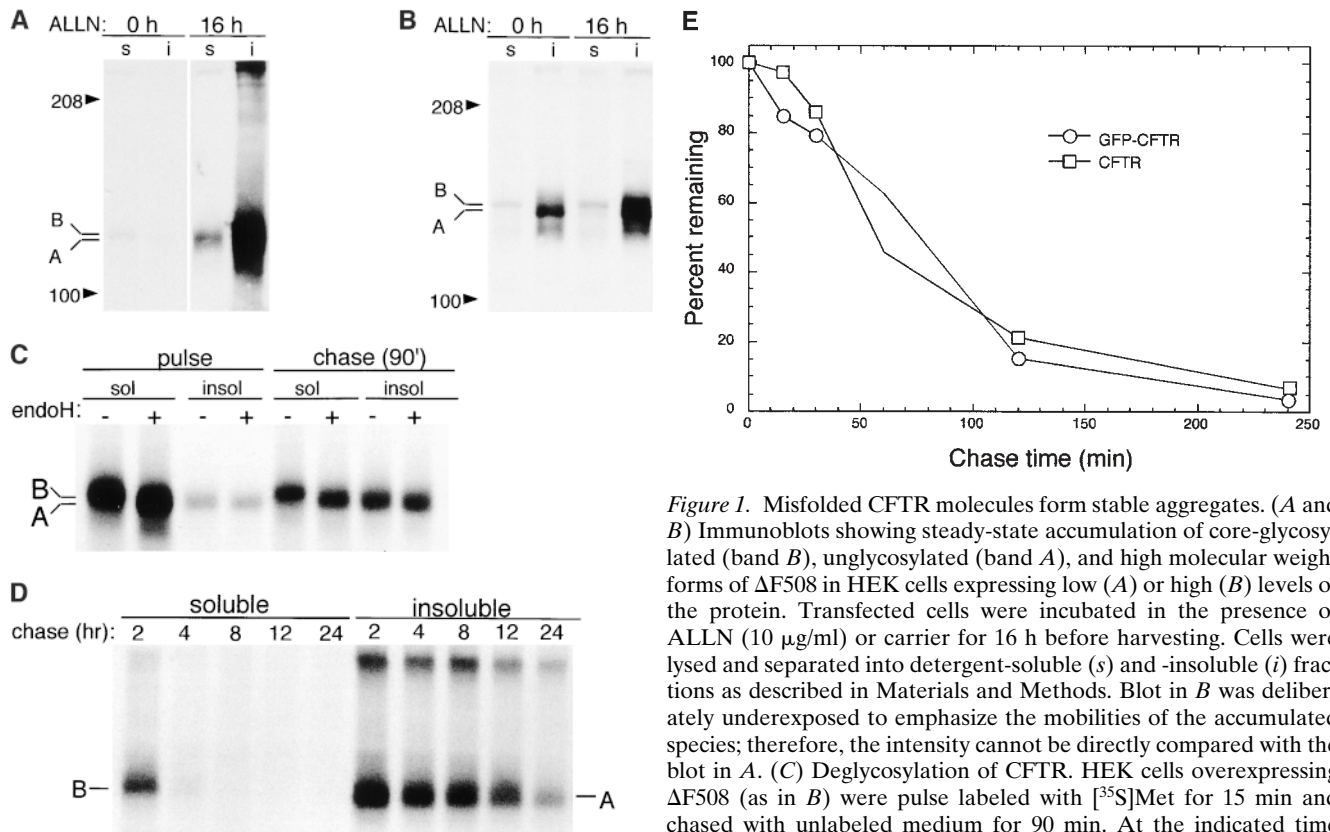 A
ALLN: 0 h 16 h
s i s i
208
B
A
100
B
ALLN: 0 h 16 h
s i s i
208
B
A
100
C
pulse chase (90')
sol insol sol insol
endoH: - + - + - + - +
B
A
D
soluble insoluble
chase (hr): 2 4 8 12 24 2 4 8 12 24
B
A
E
Percent remaining
100
80
60
40
20
0
0 50 100 150 200 250
Chase time (min)
GFP-CFTR
CFTR
Figure 1. Misfolded CFTR molecules form stable aggregates. (A and
B) Immunoblots showing steady-state accumulation of core-glycosy
lated (band B), unglycosylated (band A), and high molecular weigh
forms of ΔF508 in HEK cells expressing low (A) or high (B) levels o
the protein. Transfected cells were incubated in the presence o
ALLN (10 μg/ml) or carrier for 16 h before harvesting. Cells were
lysed and separated into detergent-soluble (s) and -insoluble (i) frac
tions as described in Materials and Methods. Blot in B was deliber
ately underexposed to emphasize the mobilities of the accumulated
species; therefore, the intensity cannot be directly compared with the
blot in A. (C) Deglycosylation of CFTR. HEK cells overexpressing
ΔF508 (as in B) were pulse labeled with [³⁵S]Met for 15 min and
chased with unlabeled medium for 90 min. At the indicated time